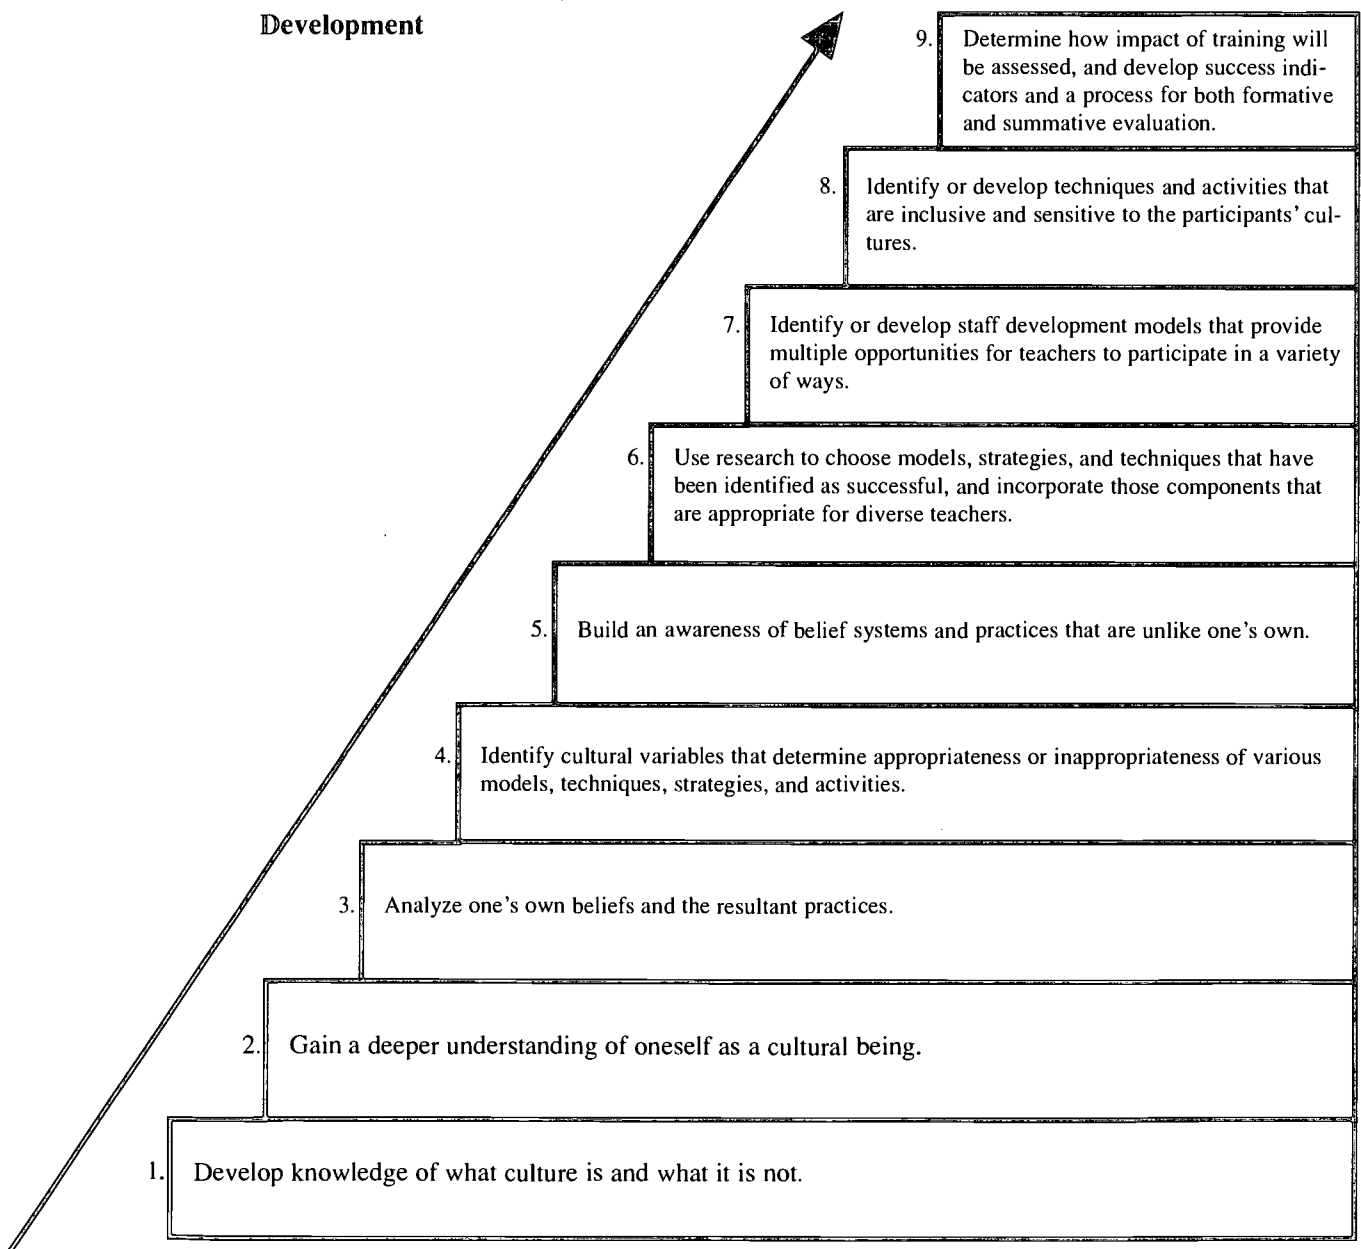 Development
9. Determine how impact of training will
be assessed, and develop success indi-
cators and a process for both formative
and summative evaluation.
8. Identify or develop techniques and activities that
are inclusive and sensitive to the participants' cul-
tures.
7. Identify or develop staff development models that provide
multiple opportunities for teachers to participate in a variety
of ways.
6. Use research to choose models, strategies, and techniques that have
been identified as successful, and incorporate those components that
are appropriate for diverse teachers.
5. Build an awareness of belief systems and practices that are unlike one's own.
4. Identify cultural variables that determine appropriateness or inappropriateness of various
models, techniques, strategies, and activities.
3. Analyze one's own beliefs and the resultant practices.
2. Gain a deeper understanding of oneself as a cultural being.
1. Develop knowledge of what culture is and what it is not.